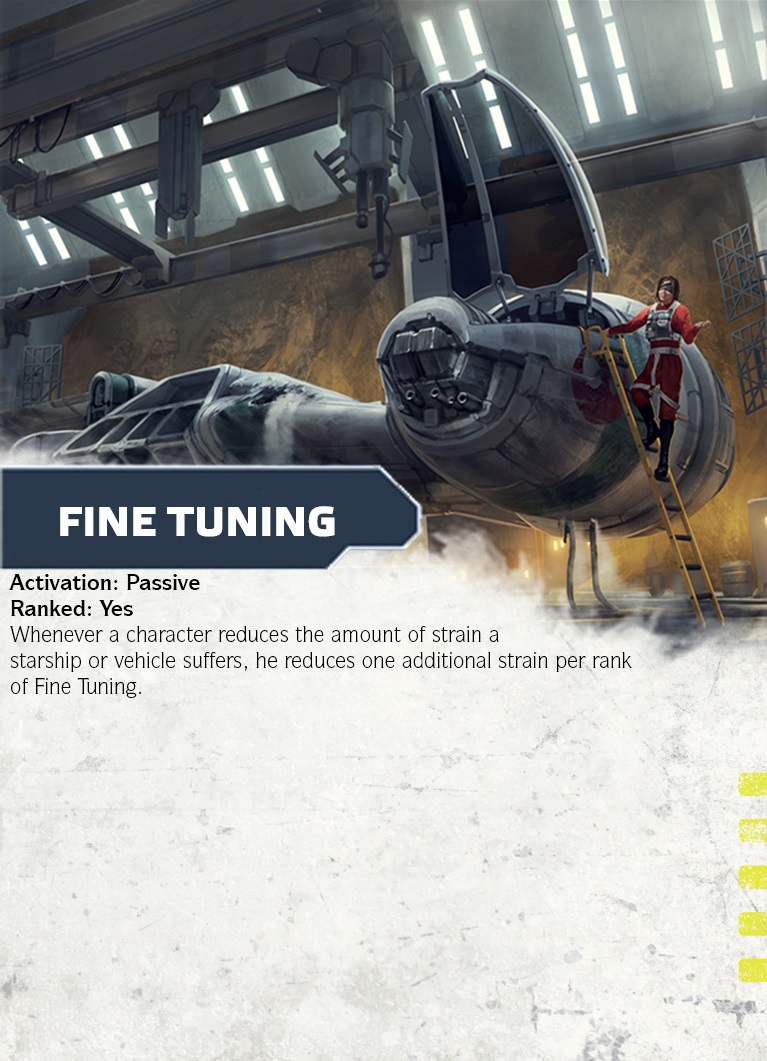 FINE TUNING
Activation: Passive
Ranked: Yes
Whenever a character reduces the amount of strain a
starship or vehicle suffers, he reduces one additional strain per rank
of Fine Tuning.